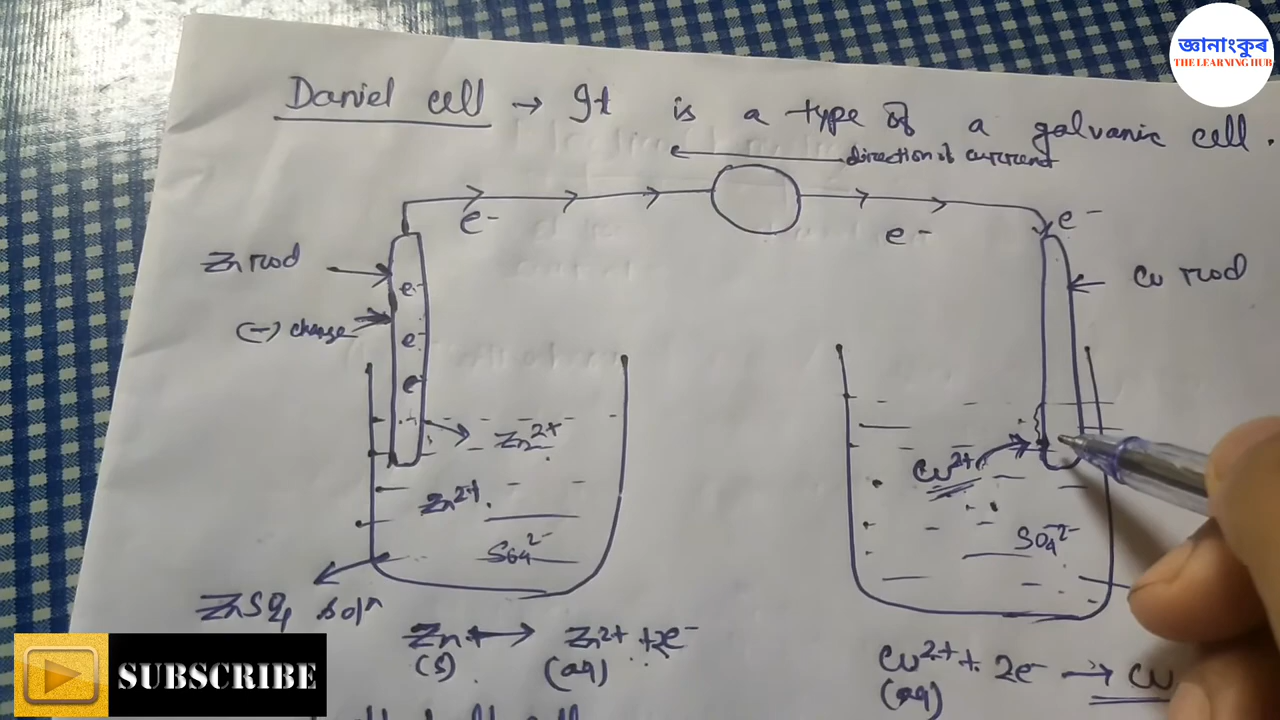 জ্ঞানাংকুৰ
THE LEARNING HUB
Daniel cell → It is a type of a galvanic cell.
direction of current
e⁻ e⁻ e⁻
Zn rod
Cu rod
e⁻
(-) charge
e⁻
e⁻
Zn²⁺
Cu²⁺
Zn²⁺
SO₄²⁻
SO₄²⁻
ZnSO₄ solⁿ
Zn → Zn²⁺ + 2e⁻
(s) (aq)
Cu²⁺ + 2e⁻ → Cu
(aq)
SUBSCRIBE